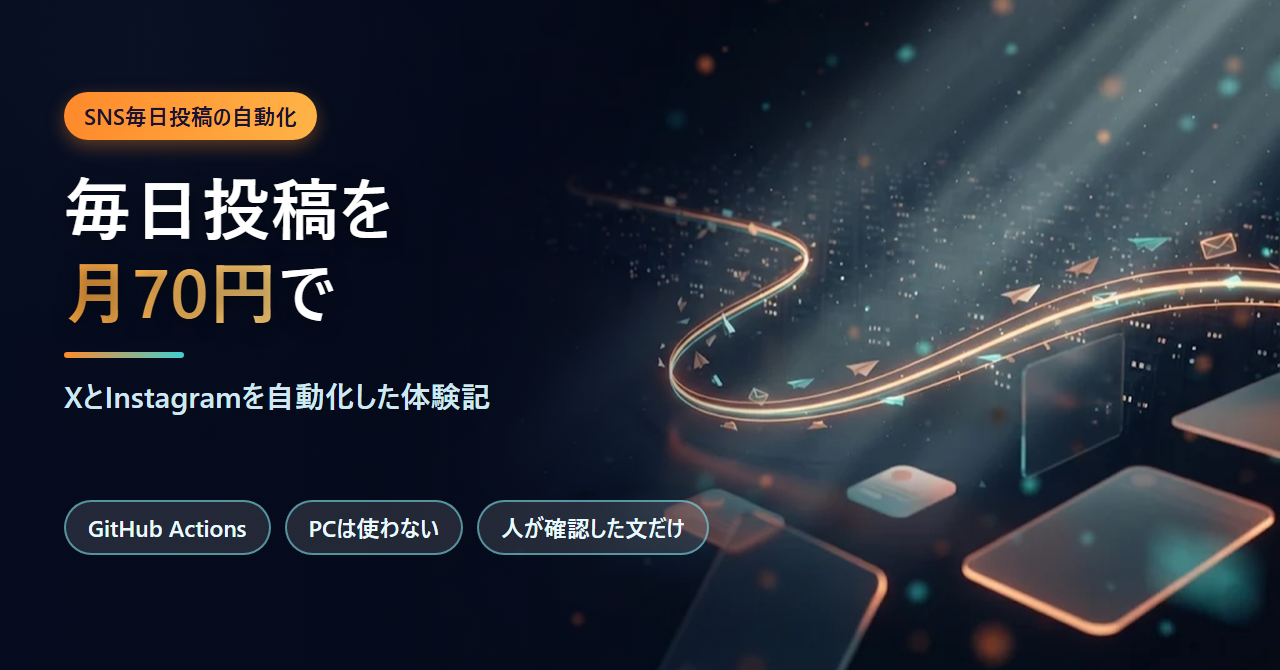 SNS毎日投稿の自動化
毎日投稿を
月70円で
XとInstagramを自動化した体験記
GitHub Actions
PCは使わない
人が確認した文だけ